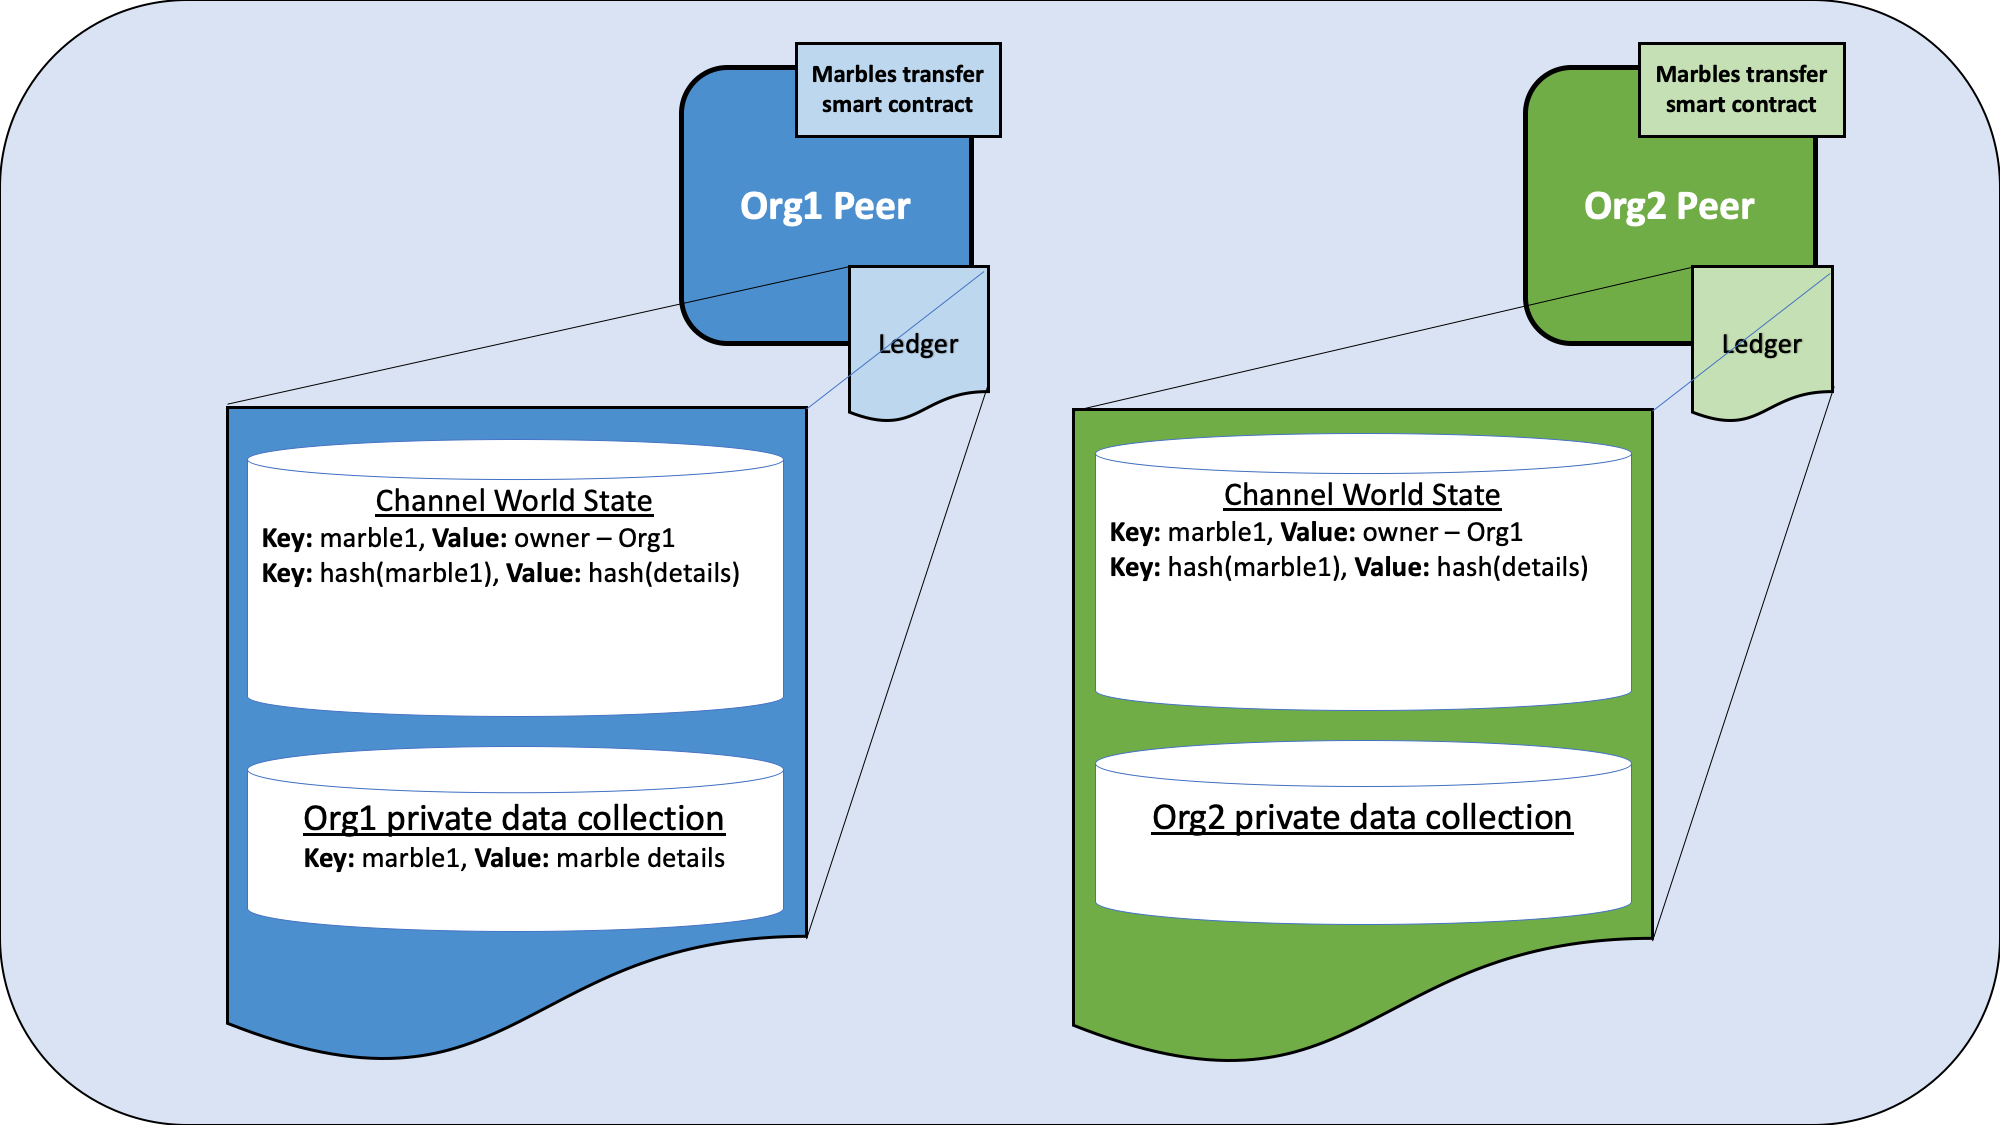 Marbles transfer
smart contract
Org1 Peer
Ledger
Channel World State
Key: marble1, Value: owner – Org1
Key: hash(marble1), Value: hash(details)
Org1 private data collection
Key: marble1, Value: marble details
Marbles transfer
smart contract
Org2 Peer
Ledger
Channel World State
Key: marble1, Value: owner – Org1
Key: hash(marble1), Value: hash(details)
Org2 private data collection